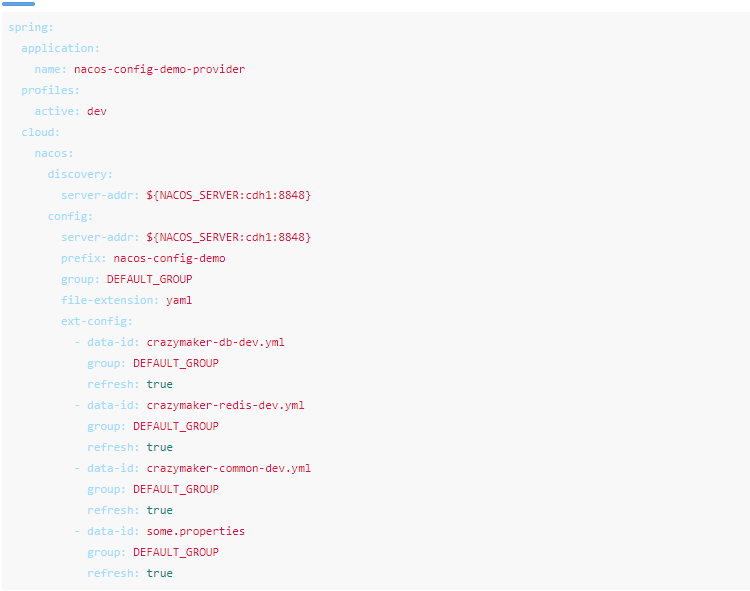 spring:
  application:
    name: nacos-config-demo-provider
  profiles:
    active: dev
  cloud:
    nacos:
      discovery:
        server-addr: ${NACOS_SERVER:cdh1:8848}
      config:
        server-addr: ${NACOS_SERVER:cdh1:8848}
        prefix: nacos-config-demo
        group: DEFAULT_GROUP
        file-extension: yaml
        ext-config:
          - data-id: crazymaker-db-dev.yml
            group: DEFAULT_GROUP
            refresh: true
          - data-id: crazymaker-redis-dev.yml
            group: DEFAULT_GROUP
            refresh: true
          - data-id: crazymaker-common-dev.yml
            group: DEFAULT_GROUP
            refresh: true
          - data-id: some.properties
            group: DEFAULT_GROUP
            refresh: true